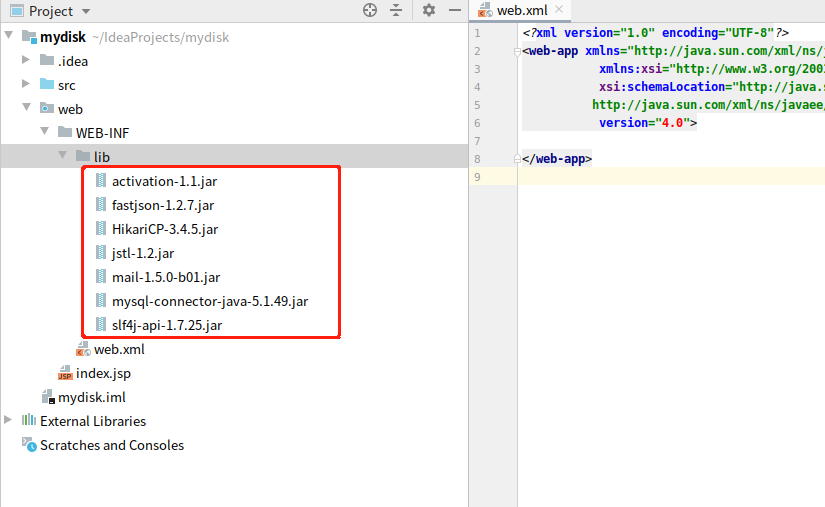 Project
mydisk ~/IdeaProjects/mydisk
.idea
src
web
WEB-INF
lib
activation-1.1.jar
fastjson-1.2.7.jar
HikariCP-3.4.5.jar
jstl-1.2.jar
mail-1.5.0-b01.jar
mysql-connector-java-5.1.49.jar
slf4j-api-1.7.25.jar
web.xml
index.jsp
mydisk.iml
External Libraries
Scratches and Consoles
web.xml
1 <?xml version="1.0" encoding="UTF-8"?>
2 <web-app xmlns="http://java.sun.com/xml/ns/j
3 xmlns:xsi="http://www.w3.org/200
4 xsi:schemaLocation="http://java.s
5 http://java.sun.com/xml/ns/javaee/
6 version="4.0">
7
8 </web-app>
9